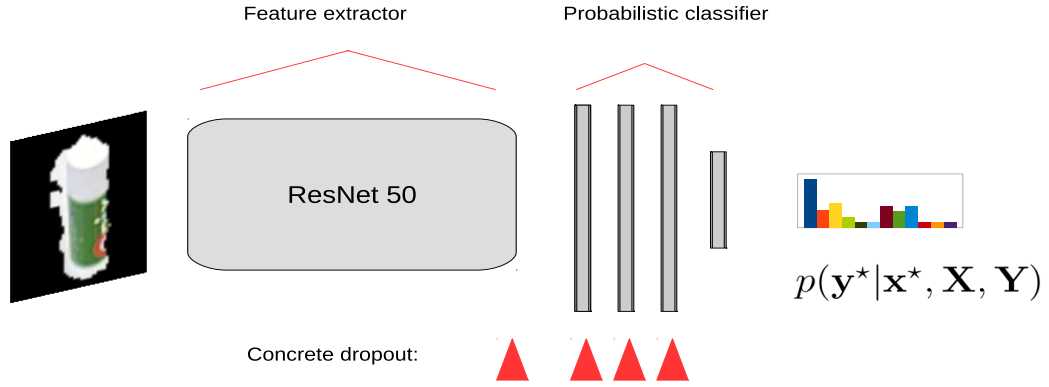 Feature extractor
Probabilistic classifier
ResNet 50
p(y*|x*, X, Y)
Concrete dropout: